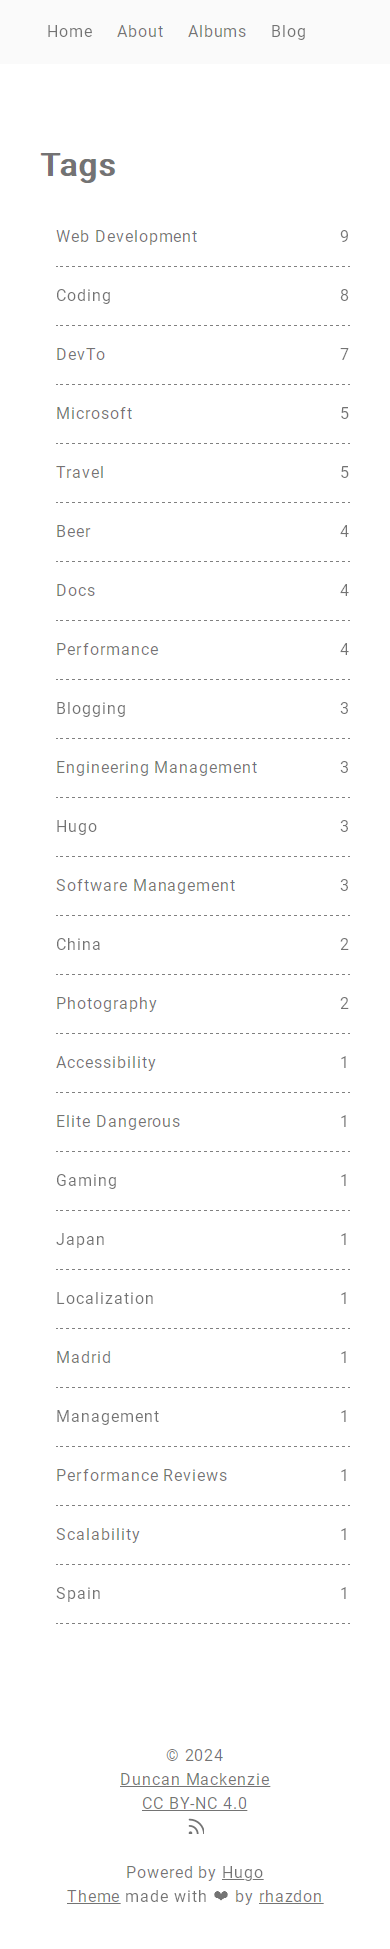 Home About Albums Blog
Tags
Web Development 9
Coding 8
DevTo 7
Microsoft 5
Travel 5
Beer 4
Docs 4
Performance 4
Blogging 3
Engineering Management 3
Hugo 3
Software Management 3
China 2
Photography 2
Accessibility 1
Elite Dangerous 1
Gaming 1
Japan 1
Localization 1
Madrid 1
Management 1
Performance Reviews 1
Scalability 1
Spain 1
© 2024
Duncan Mackenzie
CC BY-NC 4.0
Powered by Hugo
Theme made with ❤ by rhazdon